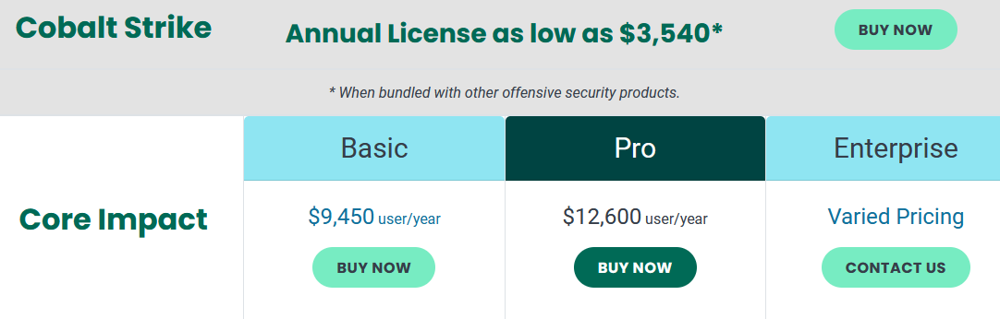 Cobalt Strike
Annual License as low as $3,540*
BUY NOW
* When bundled with other offensive security products.
Basic
Pro
Enterprise
Core Impact
$9,450 user/year
$12,600 user/year
Varied Pricing
BUY NOW
BUY NOW
CONTACT US